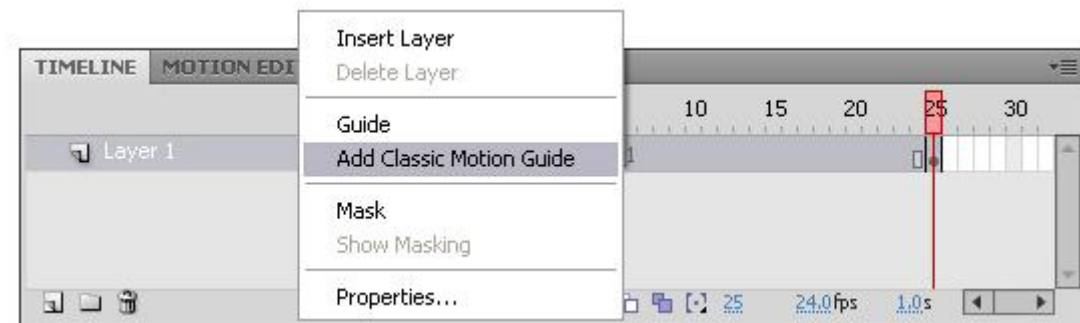 Insert Layer
TIMELINE MOTION EDI
Delete Layer
10 15 20 25 30
Guide
Layer 1
Add Classic Motion Guide
Mask
Show Masking
Properties...
25 24.0fps 1.0s